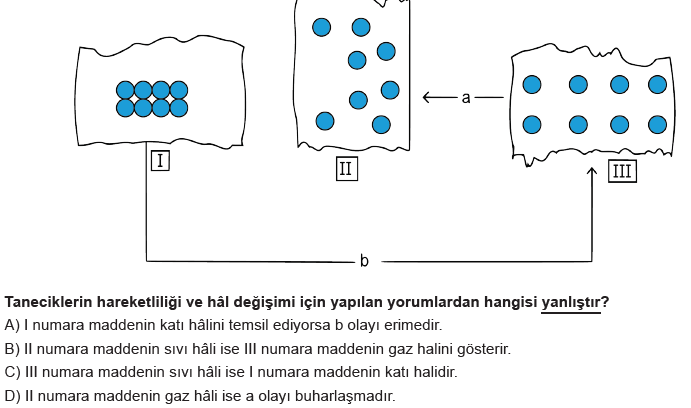 a
I
II
III
b
Taneciklerin hareketliliği ve hâl değişimi için yapılan yorumlardan hangisi yanlıştır?
A) I numara maddenin katı hâlini temsil ediyorsa b olayı erimedir.
B) II numara maddenin sıvı hâli ise III numara maddenin gaz halini gösterir.
C) III numara maddenin sıvı hâli ise I numara maddenin katı halidir.
D) II numara maddenin gaz hâli ise a olayı buharlaşmadır.